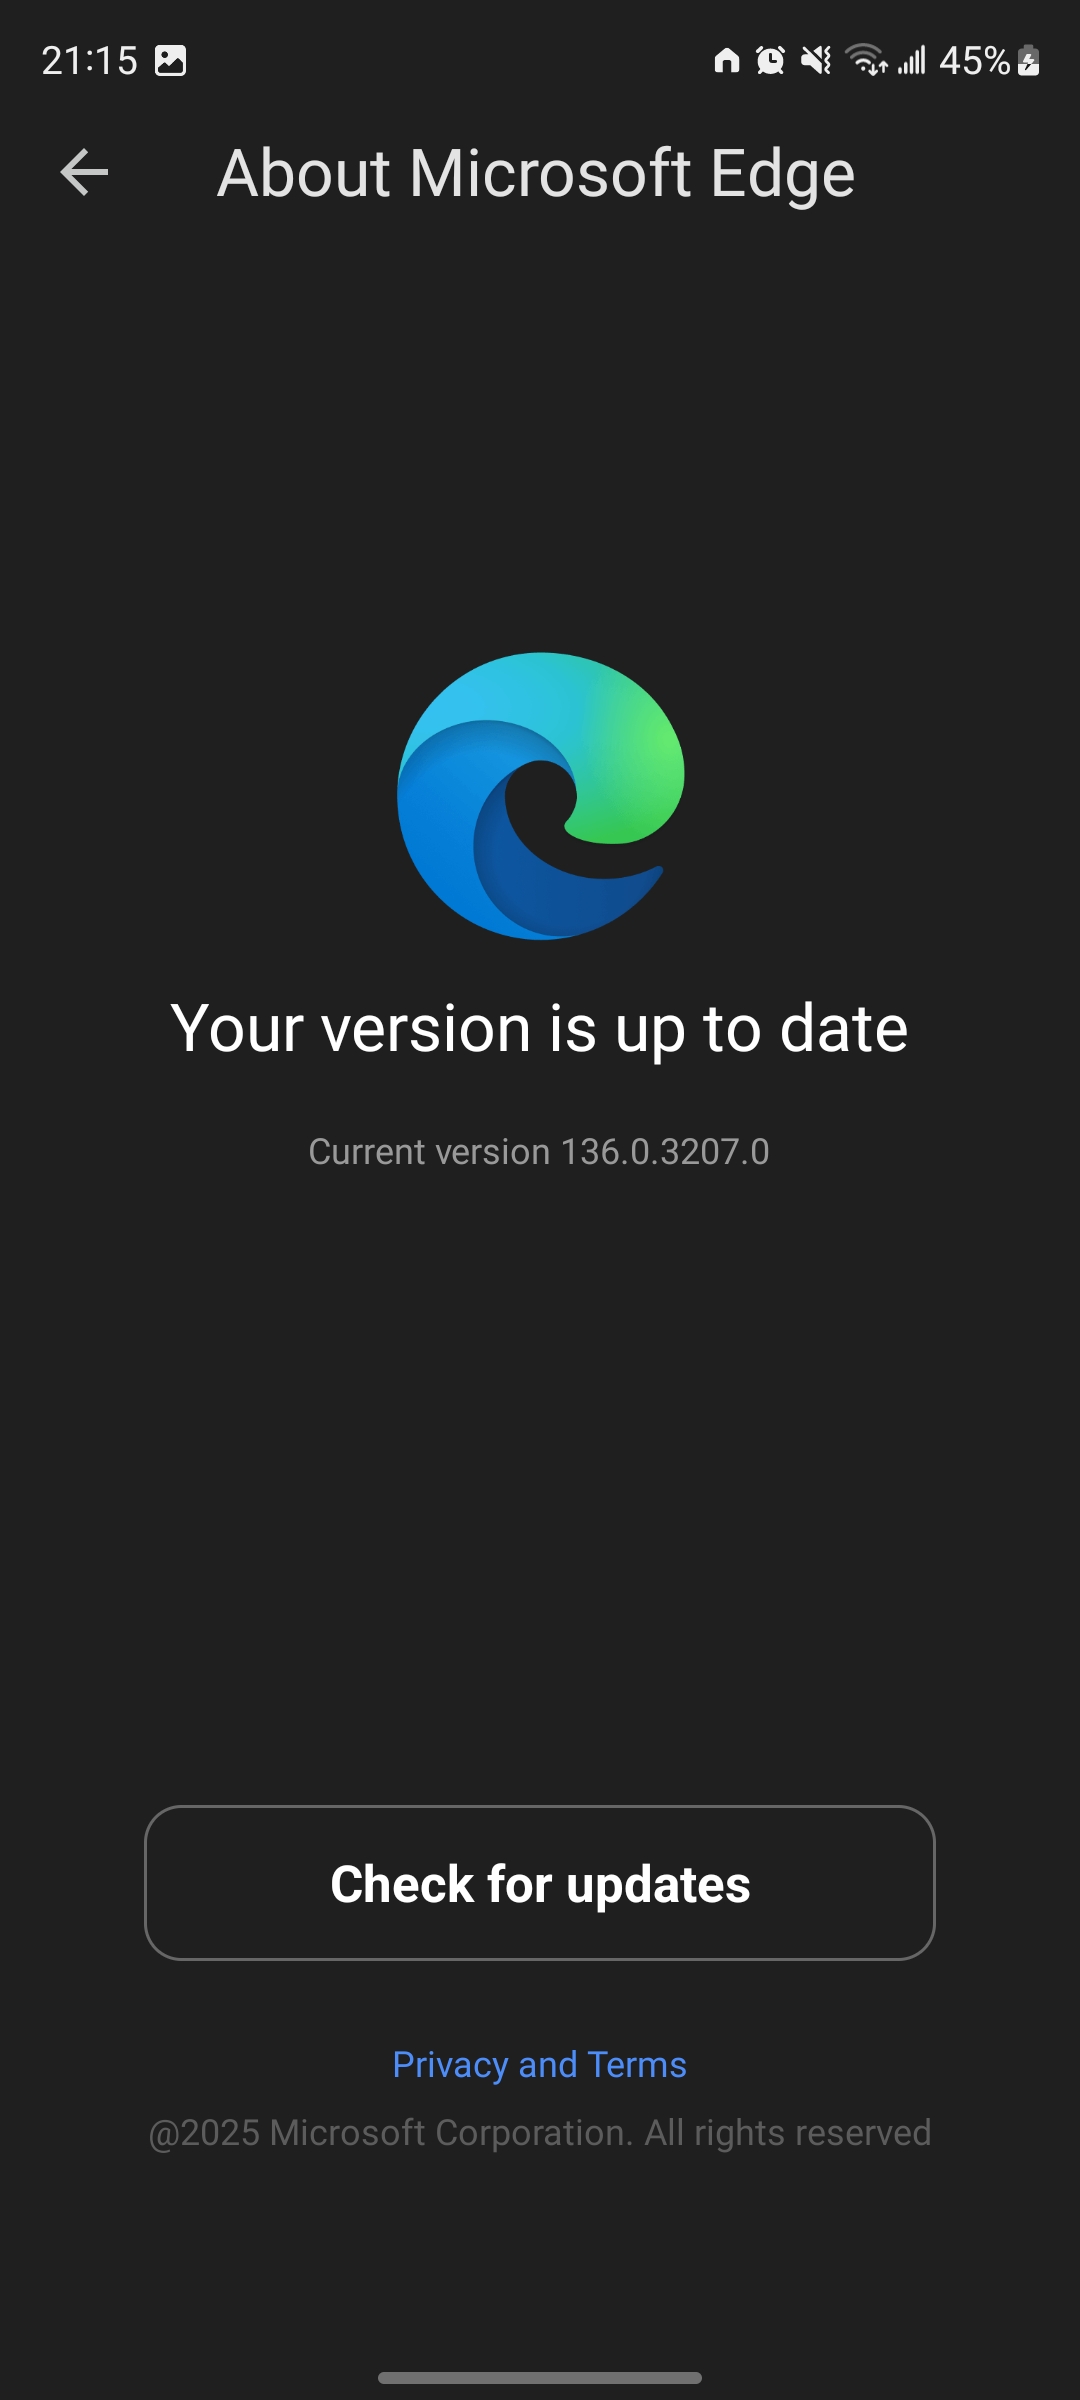 21:15
45%
About Microsoft Edge
Your version is up to date
Current version 136.0.3207.0
Check for updates
Privacy and Terms
@2025 Microsoft Corporation. All rights reserved